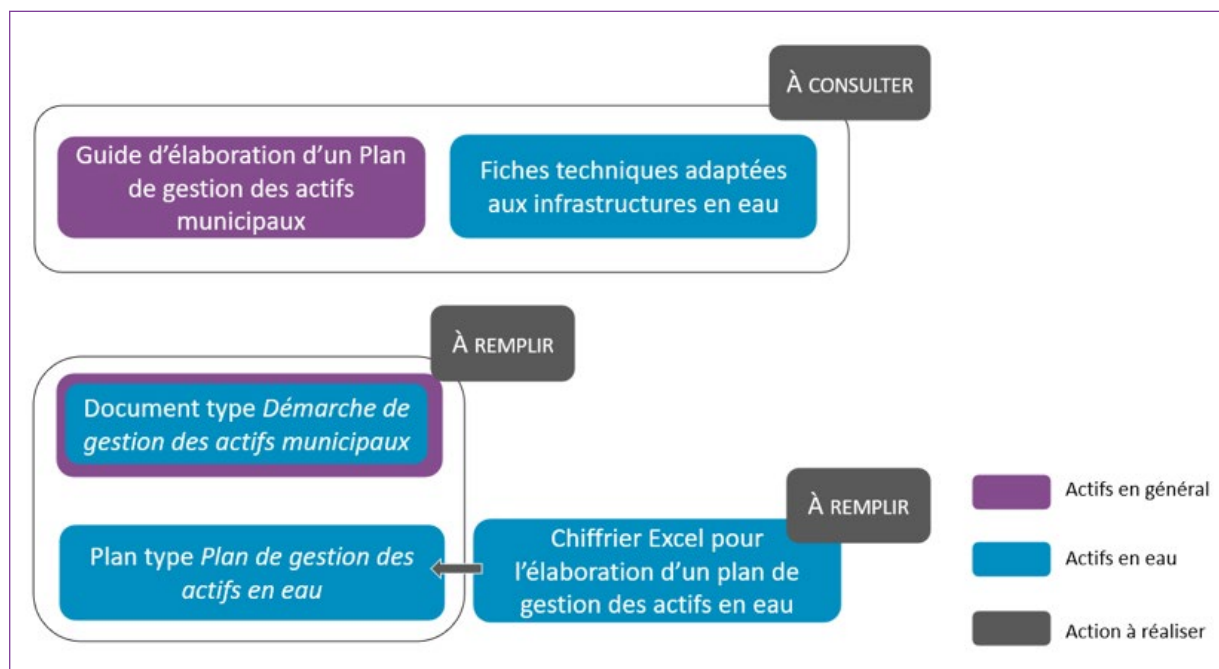 À CONSULTER
Guide d'élaboration d'un Plan
de gestion des actifs
municipaux
Fiches techniques adaptées
aux infrastructures en eau
À REMPLIR
Document type Démarche de
gestion des actifs municipaux
À REMPLIR
Plan type Plan de gestion des
actifs en eau
Chiffrier Excel pour
l'élaboration d'un plan de
gestion des actifs en eau
Actifs en général
Actifs en eau
Action à réaliser